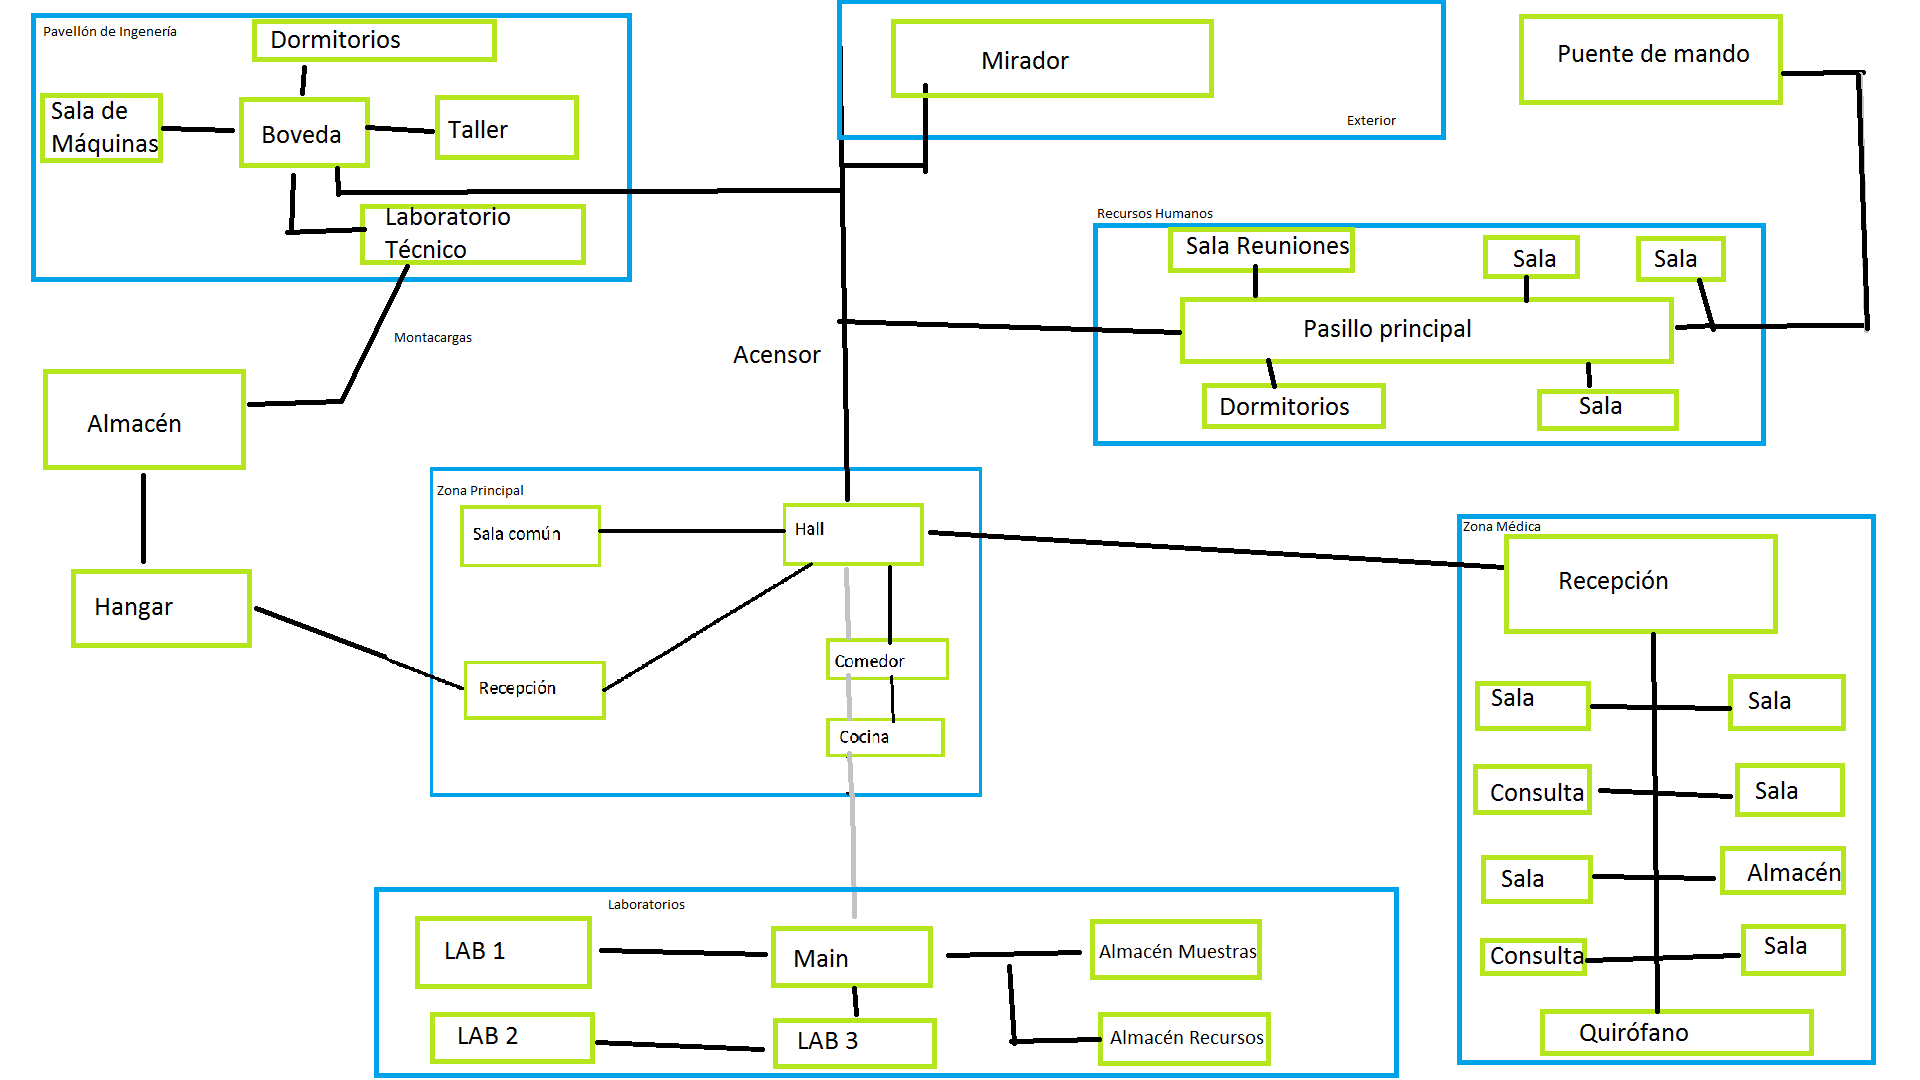 Pavellón de Ingenería
Dormitorios
Sala de
Máquinas
Boveda
Taller
Laboratorio
Técnico
Mirador
Exterior
Puente de mando
Recursos Humanos
Sala Reuniones
Sala
Sala
Pasillo principal
Dormitorios
Sala
Montacargas
Acensor
Almacén
Hangar
Zona Principal
Sala común
Hall
Recepción
Comedor
Cocina
Zona Médica
Recepción
Sala
Sala
Consulta
Sala
Sala
Almacén
Consulta
Sala
Quirófano
Laboratorios
LAB 1
Main
Almacén Muestras
LAB 2
LAB 3
Almacén Recursos